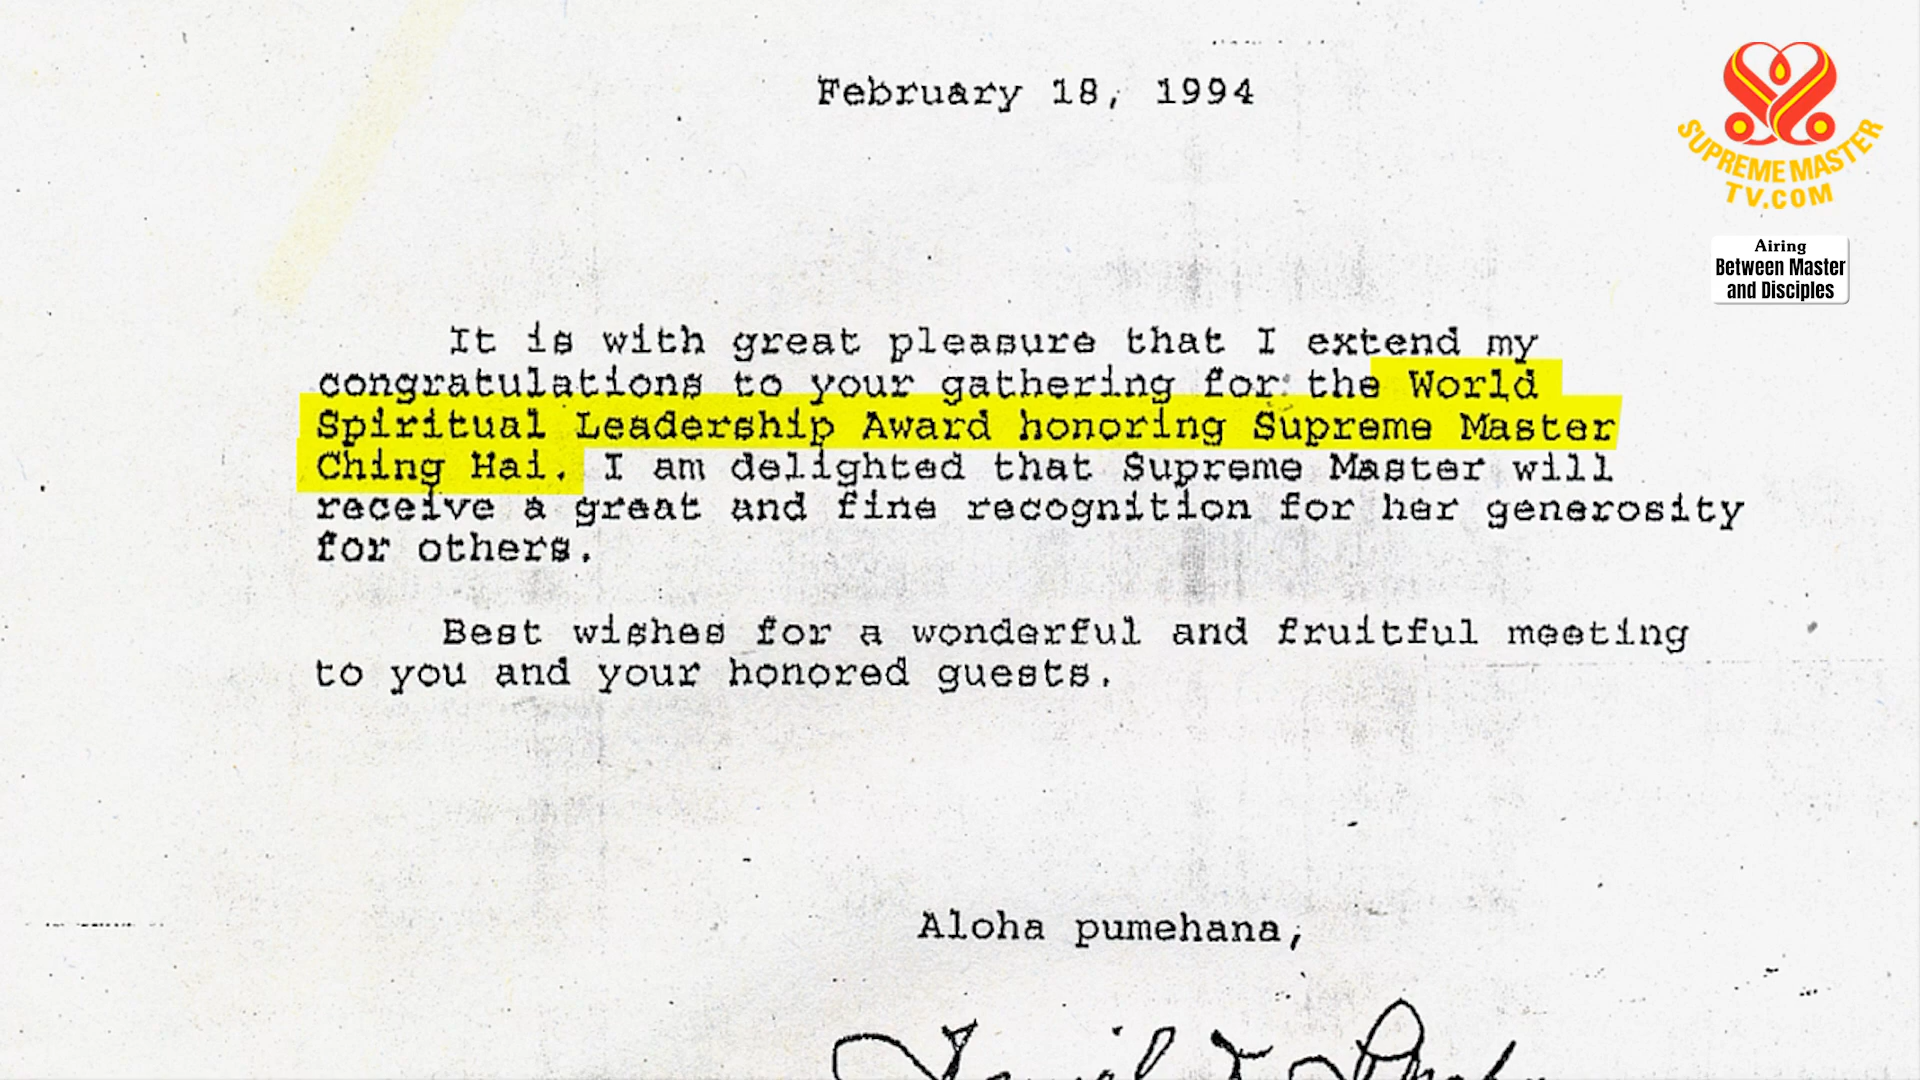 February 18, 1994
SUPREME MASTER
TV.COM
Airing
Between Master
and Disciples
It is with great pleasure that I extend my
congratulations to your gathering for the World
Spiritual Leadership Award honoring Supreme Master
Ching Hai. I am delighted that Supreme Master will
receive a great and fine recognition for her generosity
for others.
Best wishes for a wonderful and fruitful meeting
to you and your honored guests.
Aloha pumehana,